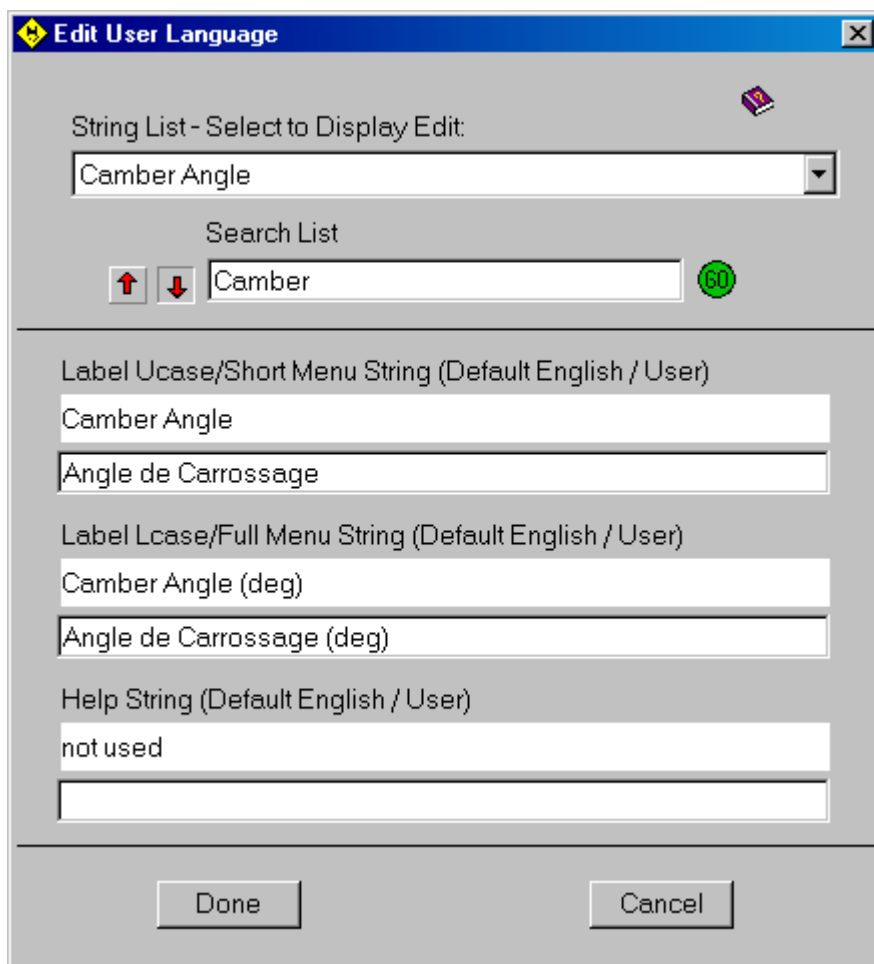 Edit User Language
String List - Select to Display Edit:
Camber Angle
Search List
Camber
GO
Label Ucase/Short Menu String (Default English / User)
Camber Angle
Angle de Carrossage
Label Lcase/Full Menu String (Default English / User)
Camber Angle (deg)
Angle de Carrossage (deg)
Help String (Default English / User)
not used
Done
Cancel